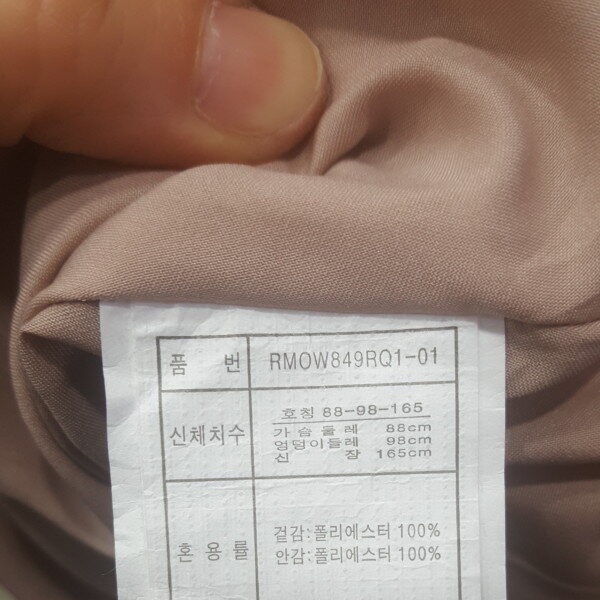 품 번 RMOW849RQ1-01
호칭 88-98-165
신체치수 가슴둘레 88cm
엉덩이둘레 98cm
신 장 165cm
혼용률 겉감:폴리에스터 100%
안감:폴리에스터 100%